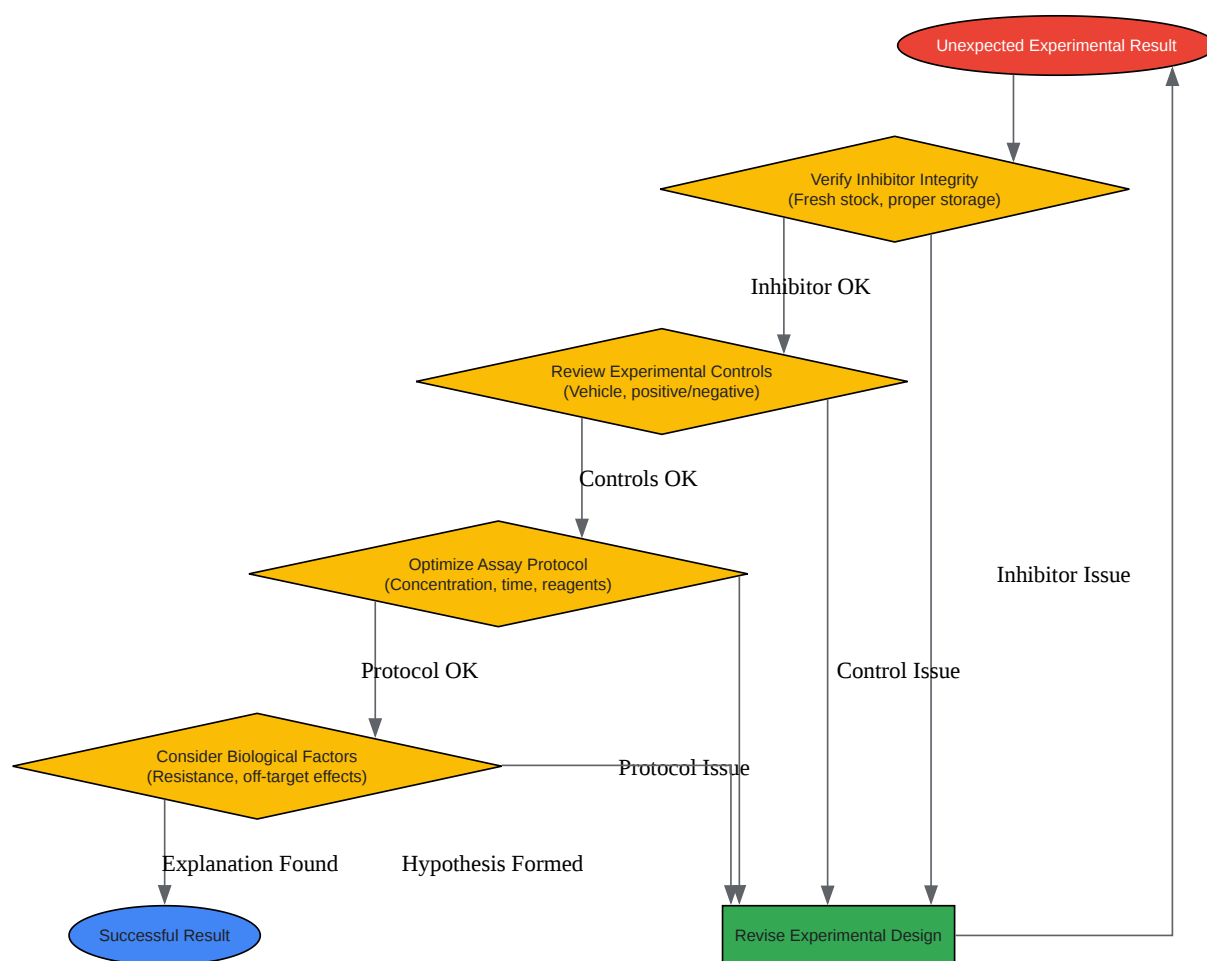 Unexpected Experimental Result
Verify Inhibitor Integrity
(Fresh stock, proper storage)
Inhibitor OK
Review Experimental Controls
(Vehicle, positive/negative)
Controls OK
Optimize Assay Protocol
(Concentration, time, reagents)
Inhibitor Issue
Protocol OK
Control Issue
Consider Biological Factors
(Resistance, off-target effects)
Protocol Issue
Explanation Found
Hypothesis Formed
Successful Result
Revise Experimental Design